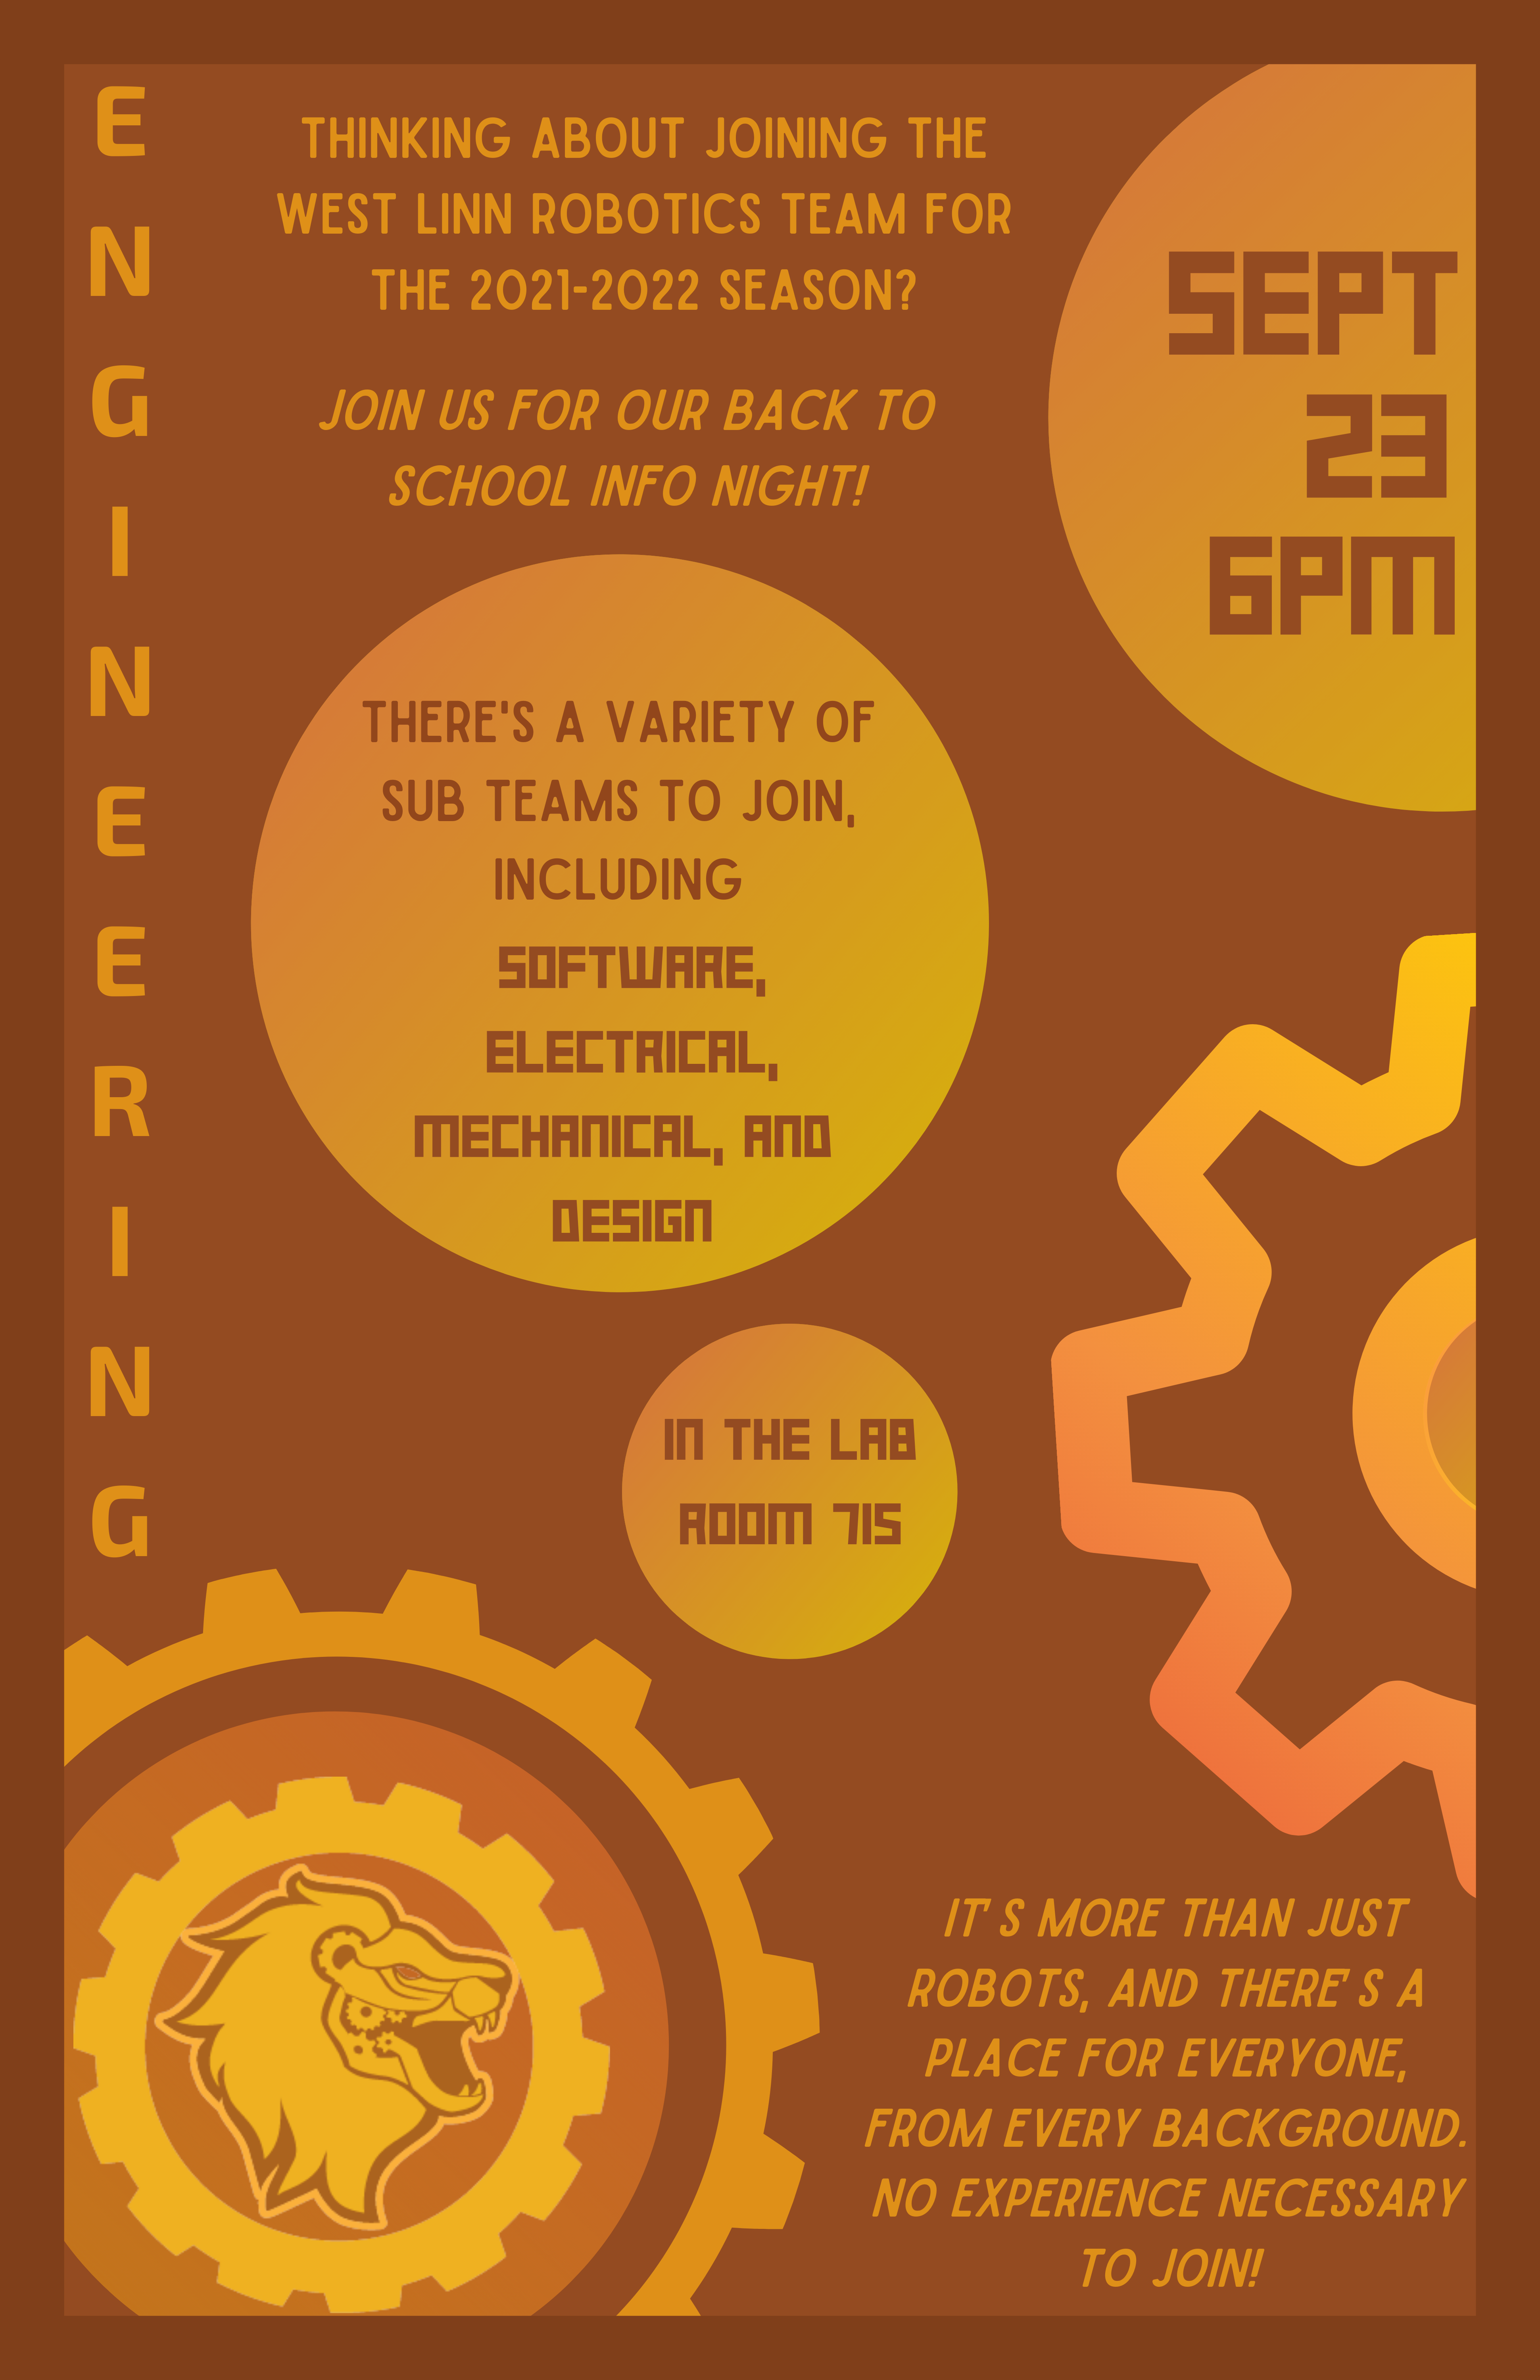 ENGINEERING
THINKING ABOUT JOINING THE
WEST LINN ROBOTICS TEAM FOR
THE 2021-2022 SEASON?
JOIN US FOR OUR BACK TO
SCHOOL INFO NIGHT!
SEPT
23
6PM
THERE'S A VARIETY OF
SUB TEAMS TO JOIN,
INCLUDING
SOFTWARE,
ELECTRICAL,
MECHANICAL, AND
DESIGN
IN THE LAB
ROOM 715
IT'S MORE THAN JUST
ROBOTS, AND THERE'S A
PLACE FOR EVERYONE,
FROM EVERY BACKGROUND.
NO EXPERIENCE NECESSARY
TO JOIN!